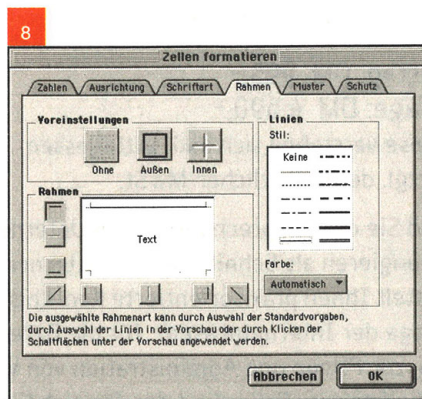 8
Zellen formatieren
Zahlen Ausrichtung Schriftart Rahmen Muster Schutz
Voreinstellungen
Ohne Außen Innen
Linien
Stil:
Keine
Rahmen
Text
Farbe:
Automatisch
Die ausgewählte Rahmenart kann durch Auswahl der Standardvorgaben,
durch Auswahl der Linien in der Vorschau oder durch Klicken der
Schaltflächen unter der Vorschau angewendet werden.
Abbrechen OK